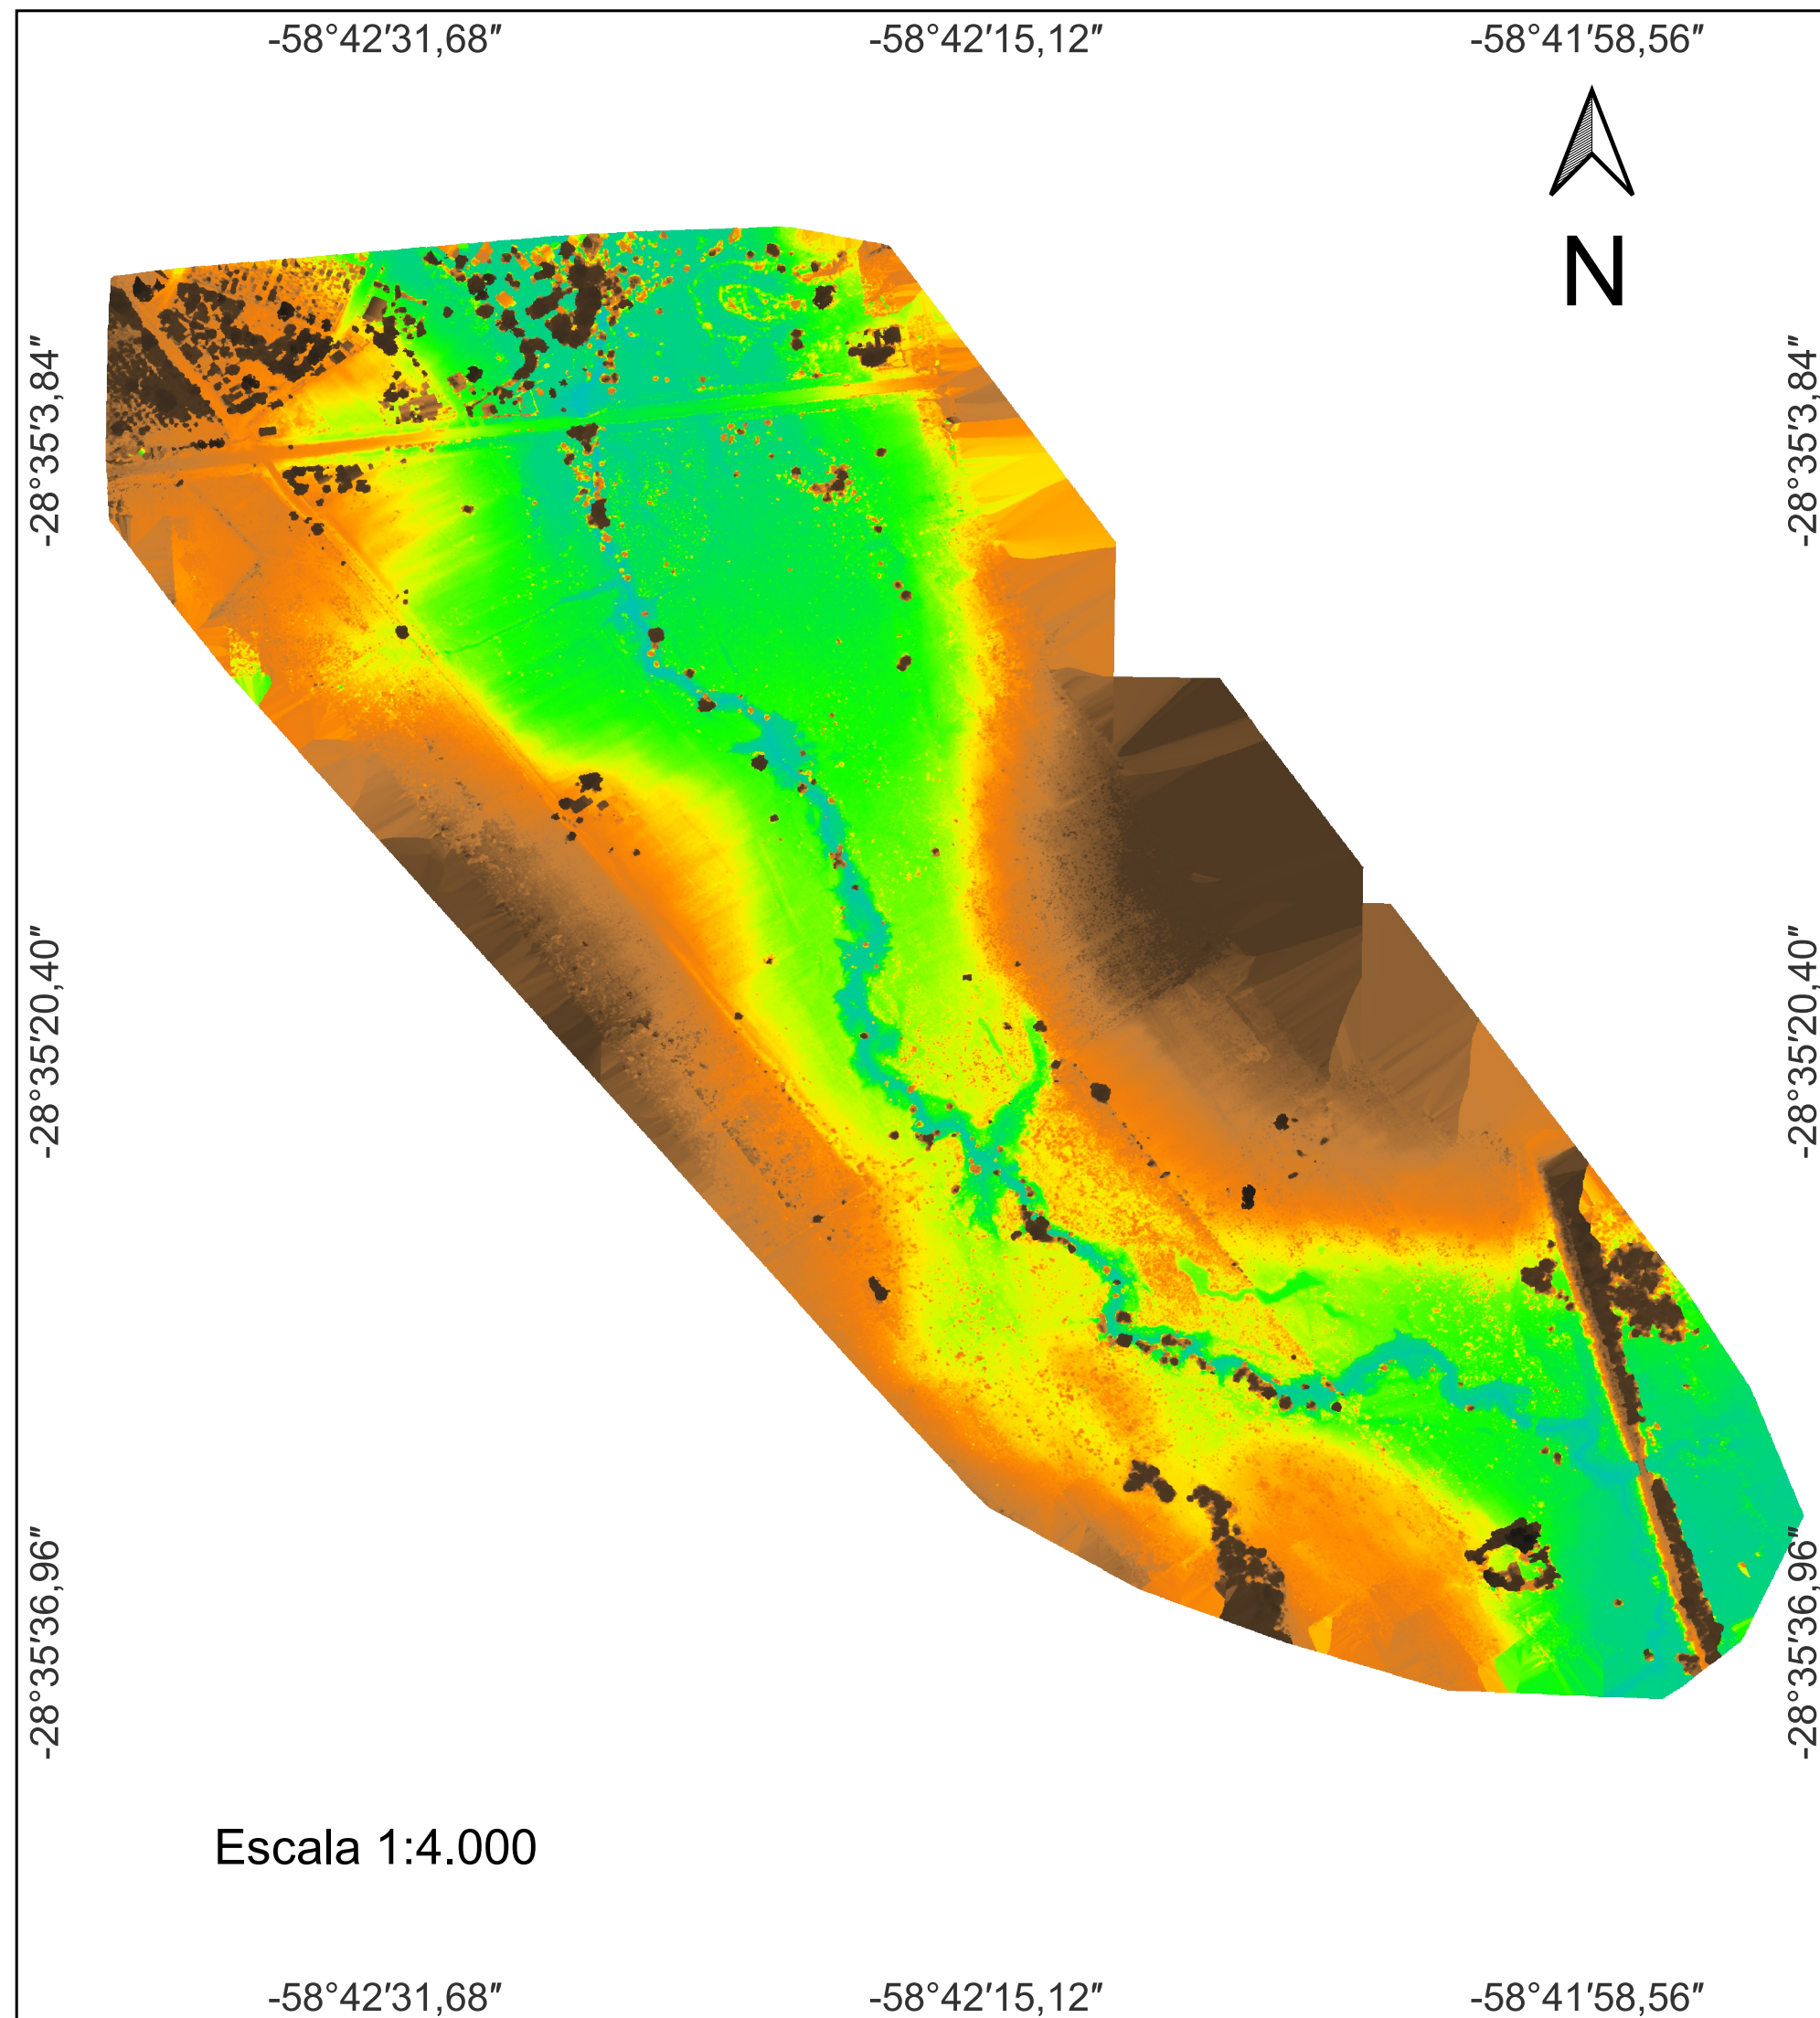 -58°42′31,68″ -58°42′15,12″ -58°41′58,56″
N
-28°35′3,84″ -28°35′3,84″
-28°35′20,40″ -28°35′20,40″
-28°35′36,96″ -28°35′36,96″
Escala 1:4.000
-58°42′31,68″ -58°42′15,12″ -58°41′58,56″